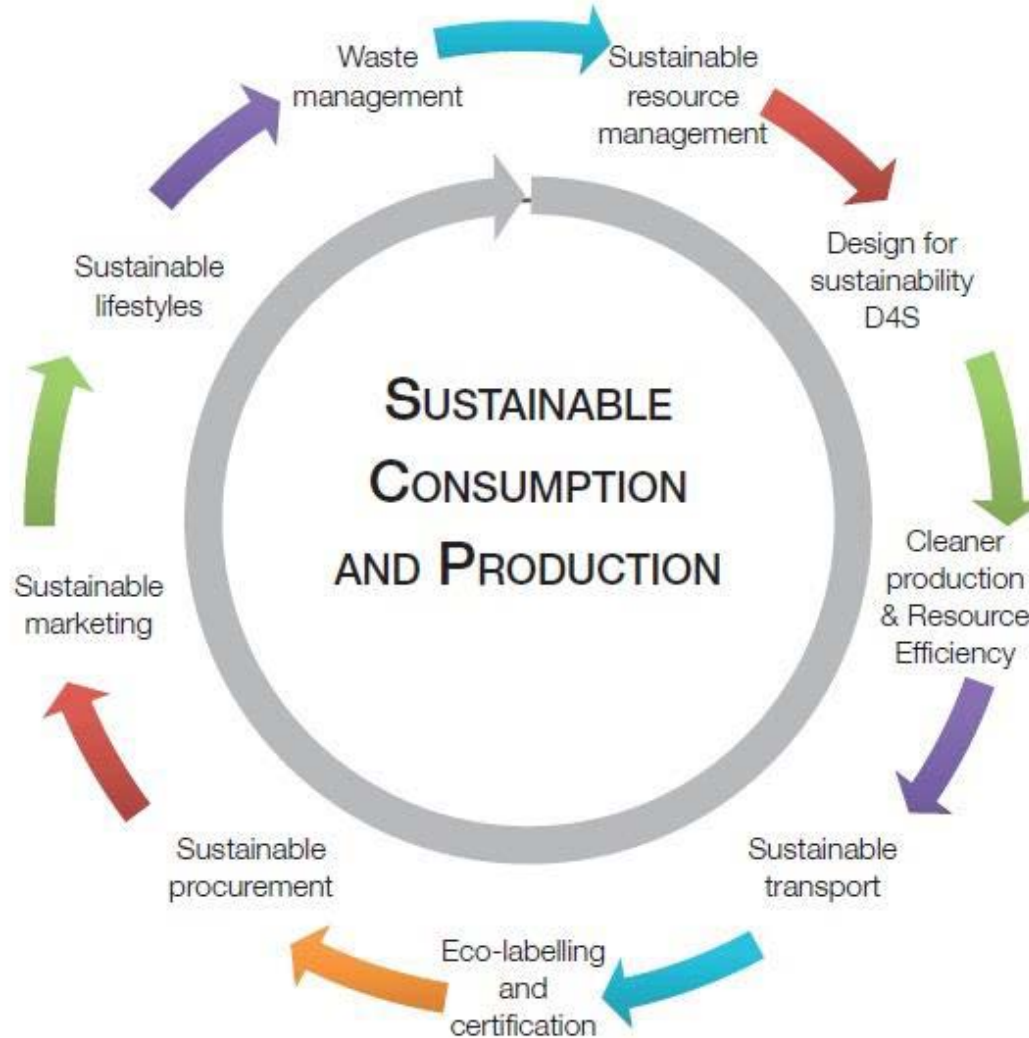 SUSTAINABLE
CONSUMPTION
AND PRODUCTION
Waste
management
Sustainable
resource
management
Design for
sustainability
D4S
Cleaner
production
& Resource
Efficiency
Sustainable
transport
Eco-labelling
and
certification
Sustainable
procurement
Sustainable
marketing
Sustainable
lifestyles